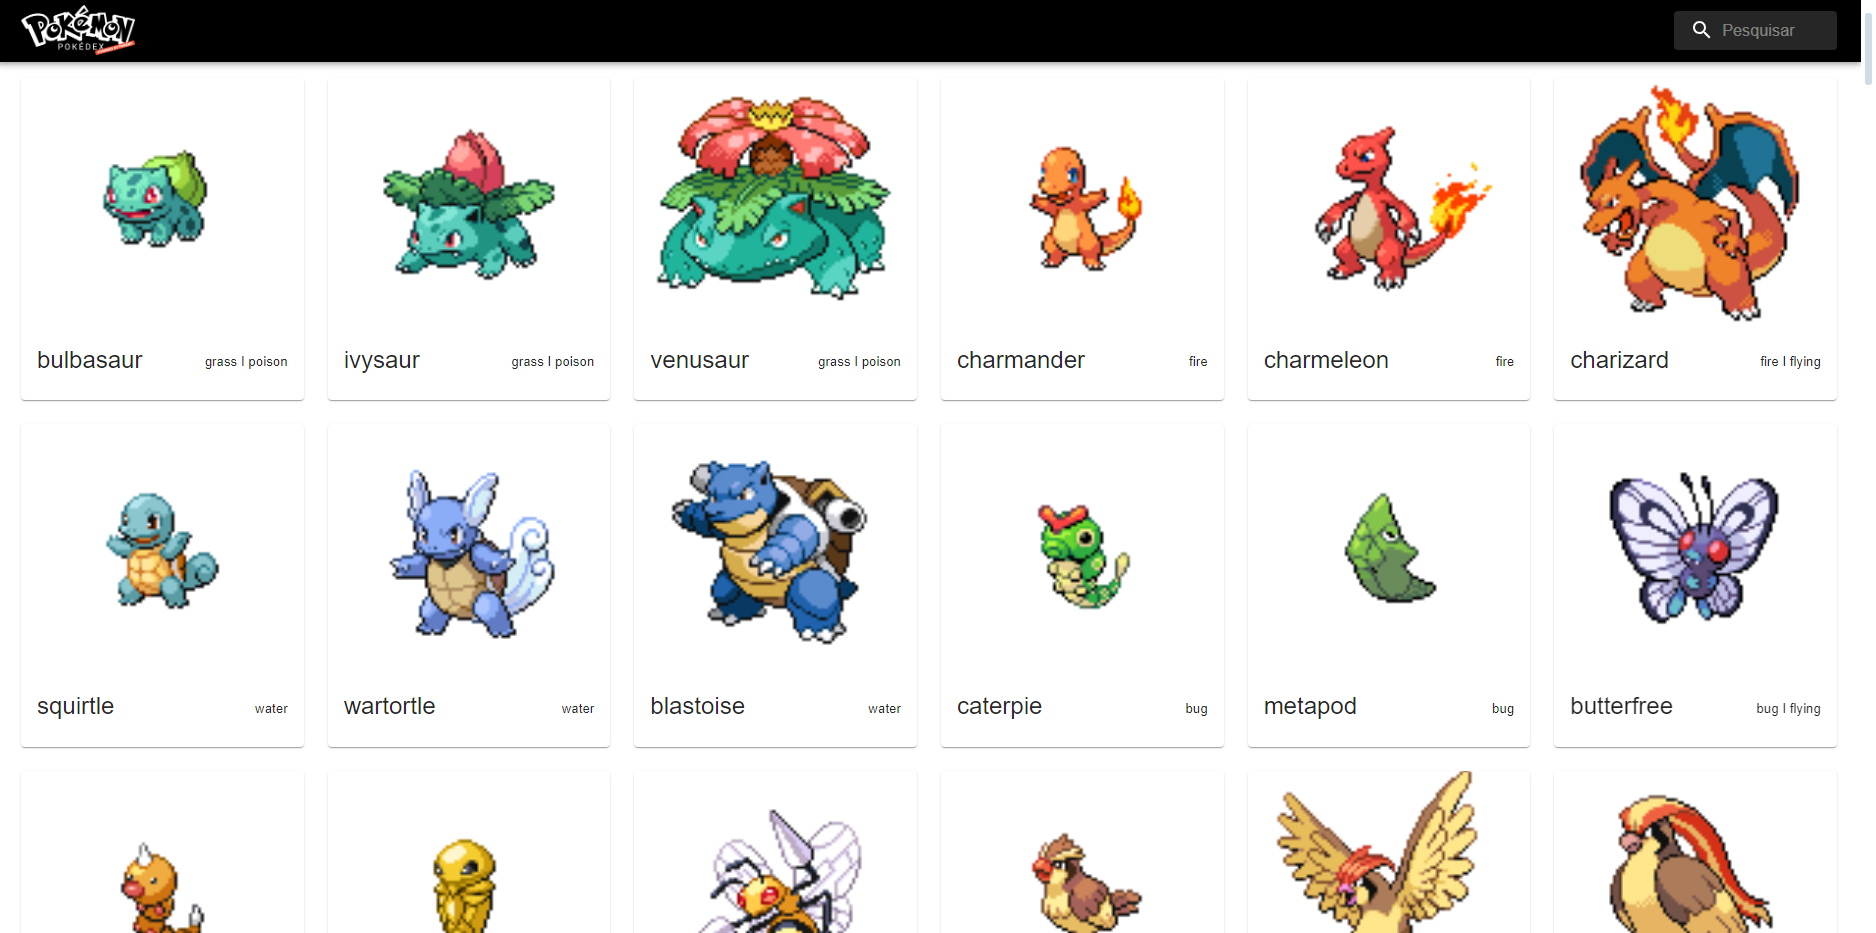 POKÉMON
POKÉDEX
Pesquisar
bulbasaur grass | poison
ivysaur grass | poison
venusaur grass | poison
charmander fire
charmeleon fire
charizard fire | flying
squirtle water
wartortle water
blastoise water
caterpie bug
metapod bug
butterfree bug | flying